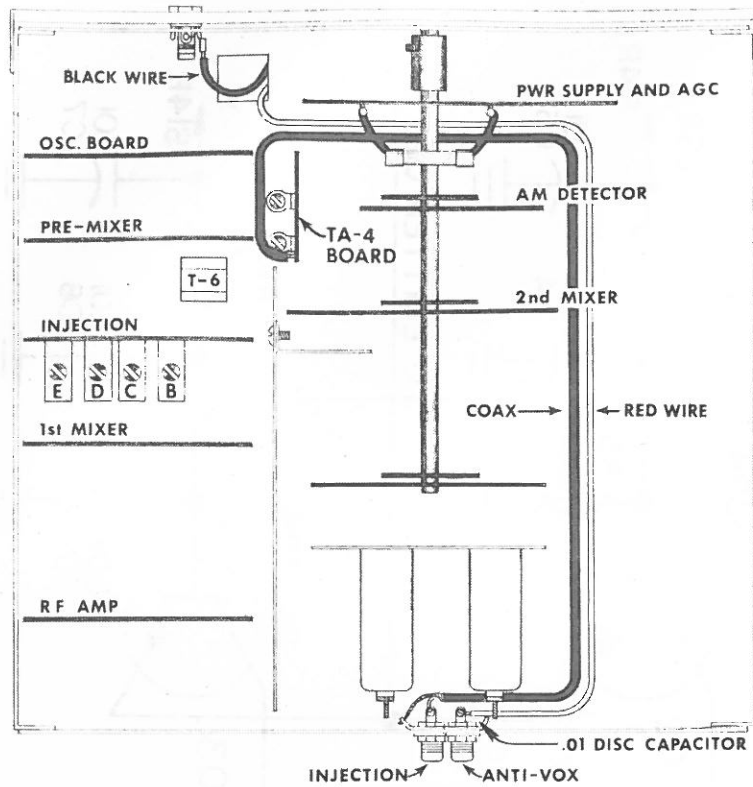 BLACK WIRE
PWR SUPPLY AND AGC
OSC. BOARD
AM DETECTOR
PRE-MIXER
TA-4
BOARD
T-6
2nd MIXER
INJECTION
E D C B
COAX
RED WIRE
1st MIXER
RF AMP
.01 DISC CAPACITOR
INJECTION
ANTI-VOX